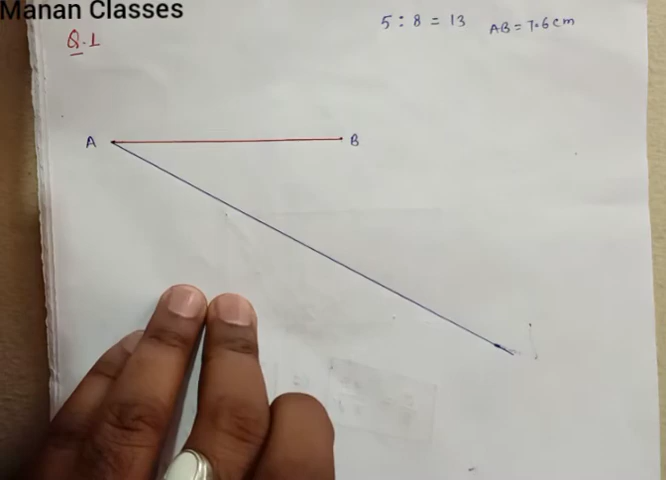 Manan Classes
5 : 8 = 13 AB = 7.6 cm
Q.1
A B